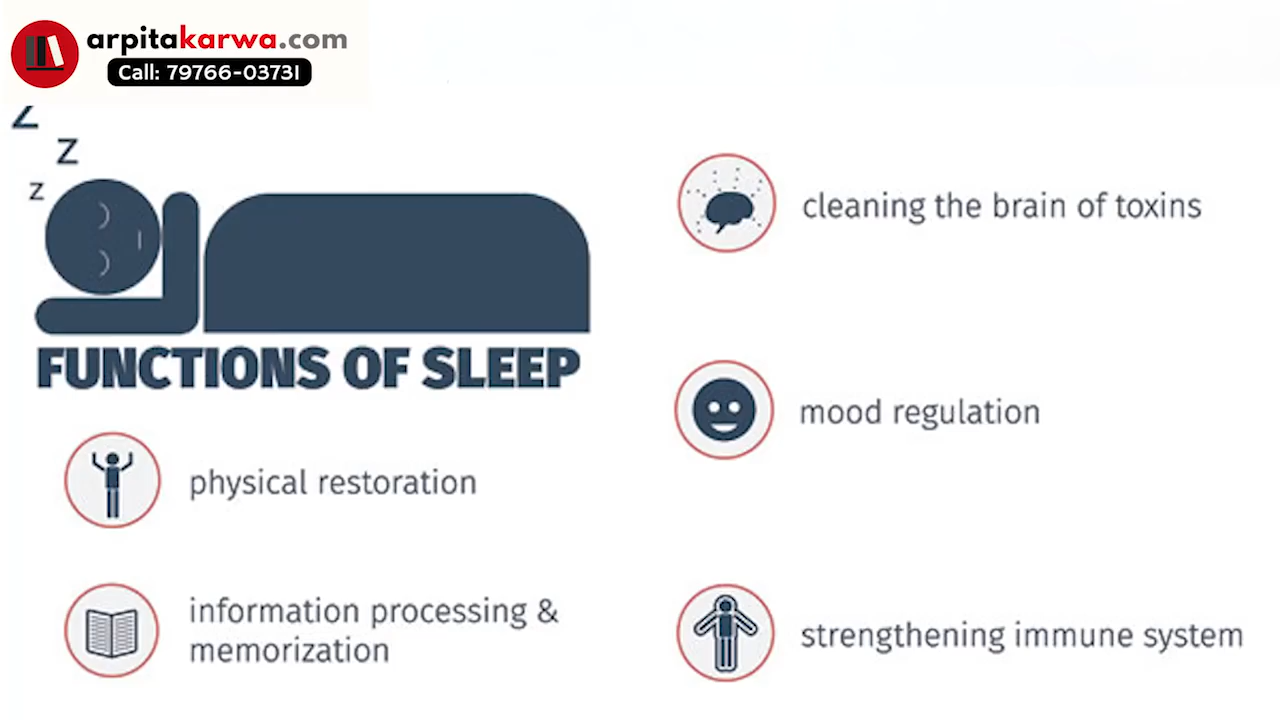 arpitakarwa.com
Call: 79766-03731
Z
Z
z
FUNCTIONS OF SLEEP
physical restoration
information processing &
memorization
cleaning the brain of toxins
mood regulation
strengthening immune system